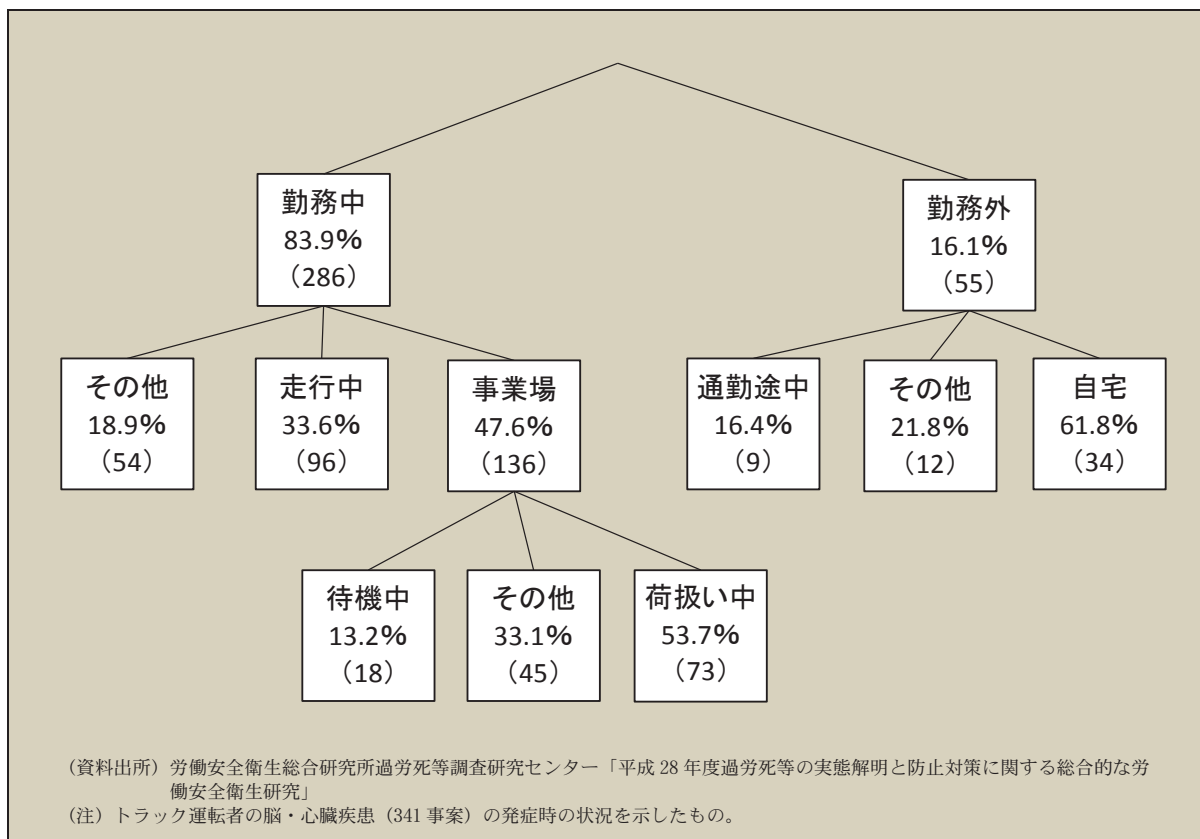 勤務中
83.9%
(286)
勤務外
16.1%
(55)
その他
18.9%
(54)
走行中
33.6%
(96)
事業場
47.6%
(136)
通勤途中
16.4%
(9)
その他
21.8%
(12)
自宅
61.8%
(34)
待機中
13.2%
(18)
その他
33.1%
(45)
荷扱い中
53.7%
(73)
(資料出所)労働安全衛生総合研究所過労死等調査研究センター「平成 28 年度過労死等の実態解明と防止対策に関する総合的な労
働安全衛生研究」
(注)トラック運転者の脳・心臓疾患(341 事案)の発症時の状況を示したもの。